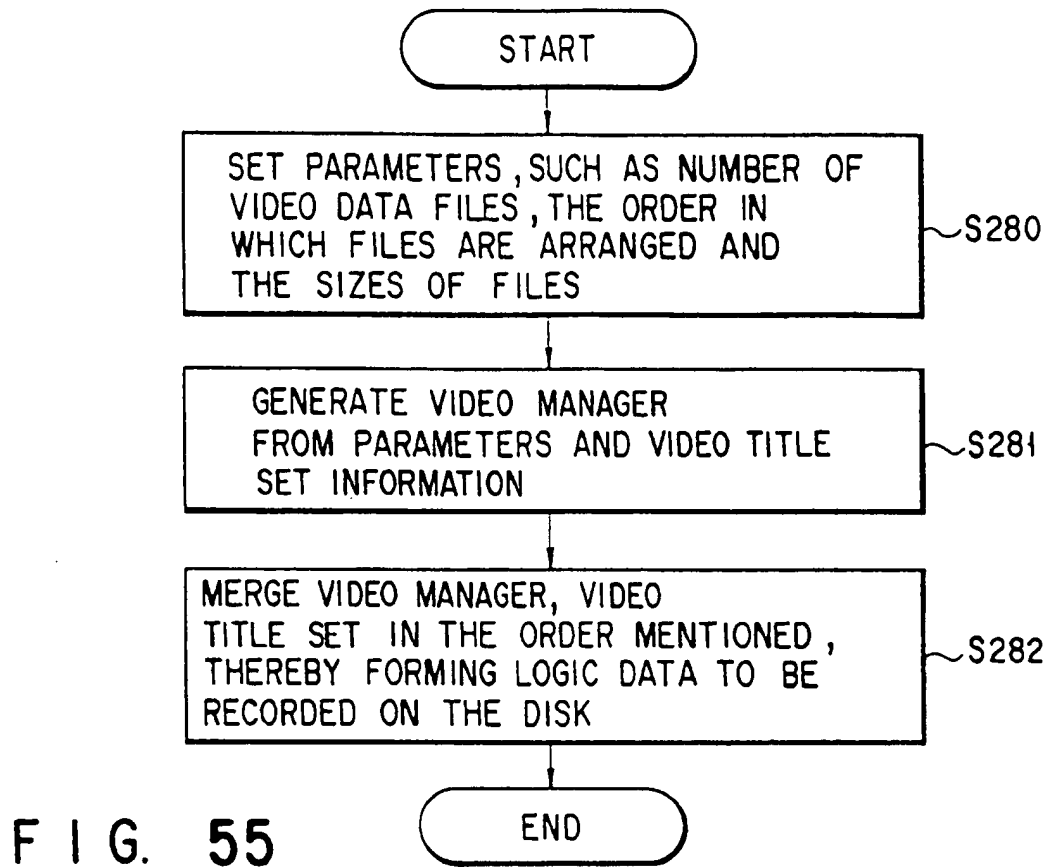 START
SET PARAMETERS, SUCH AS NUMBER OF
VIDEO DATA FILES, THE ORDER IN
WHICH FILES ARE ARRANGED AND
THE SIZES OF FILES
S280
GENERATE VIDEO MANAGER
FROM PARAMETERS AND VIDEO TITLE
SET INFORMATION
S281
MERGE VIDEO MANAGER, VIDEO
TITLE SET IN THE ORDER MENTIONED,
THEREBY FORMING LOGIC DATA TO BE
RECORDED ON THE DISK
S282
END
FIG. 55